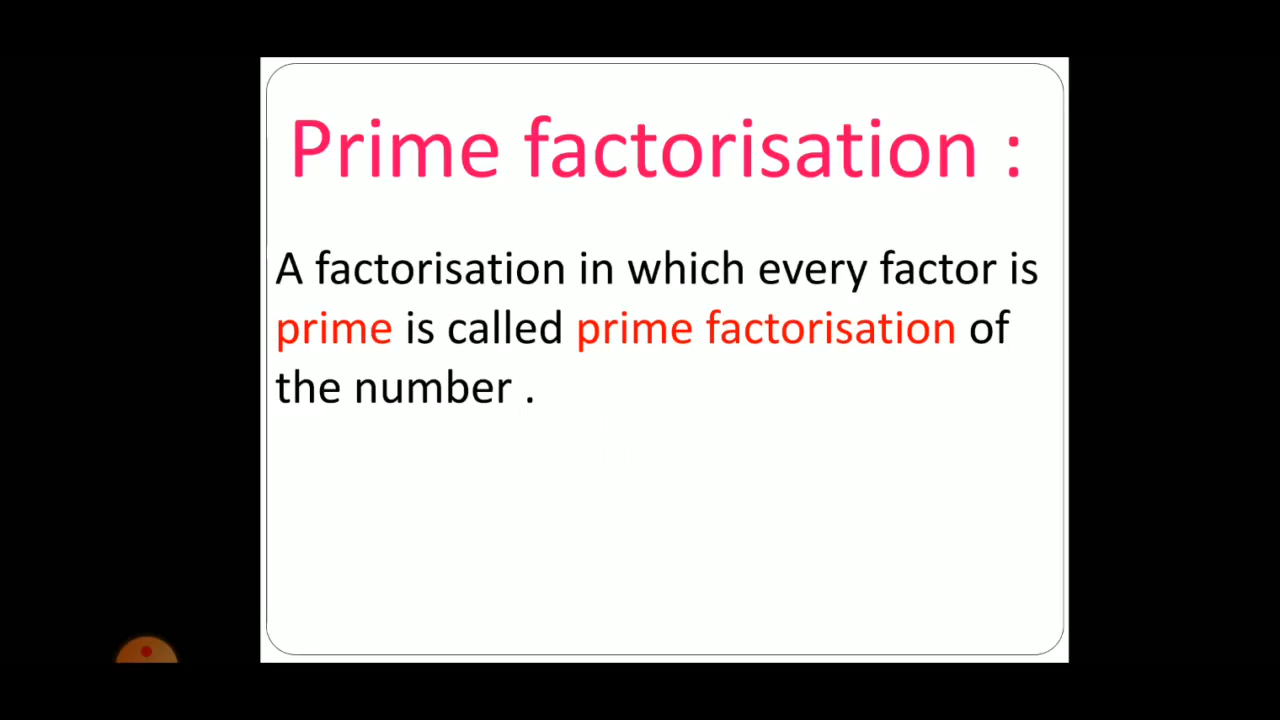 Prime factorisation :
A factorisation in which every factor is
prime is called prime factorisation of
the number .